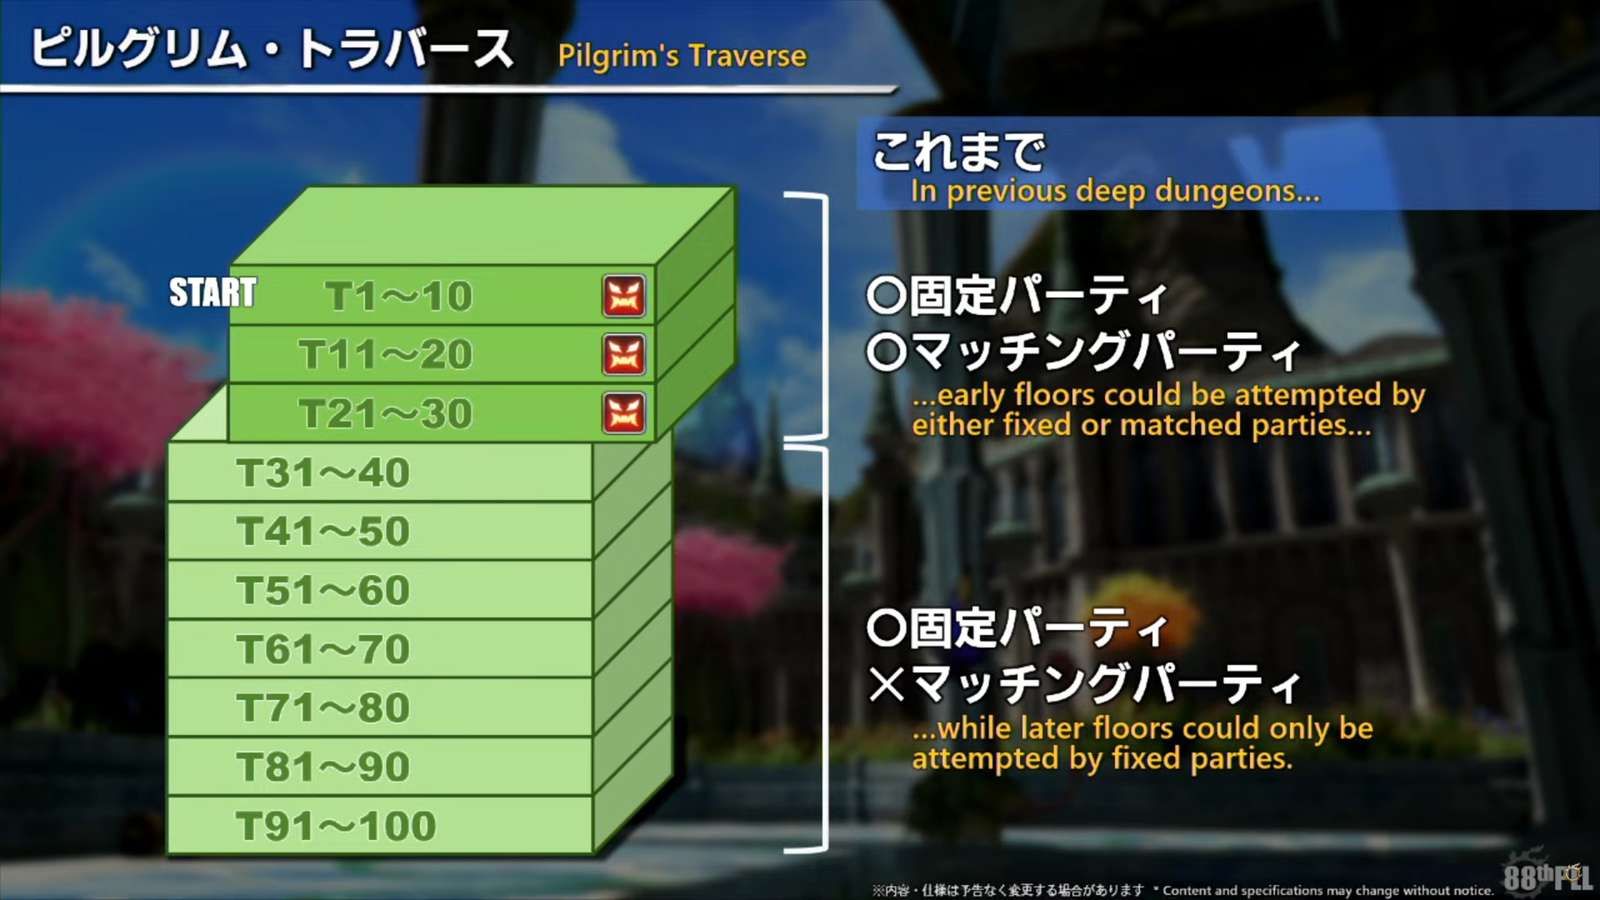 ピルグリム・トラバース Pilgrim's Traverse
これまで
In previous deep dungeons...
START T1～10
T11～20
T21～30
T31～40
T41～50
T51～60
T61～70
T71～80
T81～90
T91～100
○固定パーティ
○マッチングパーティ
...early floors could be attempted by
either fixed or matched parties...
○固定パーティ
×マッチングパーティ
...while later floors could only be
attempted by fixed parties.
※内容・仕様は予告なく変更する場合があります * Content and specifications may change without notice.
88thPLL